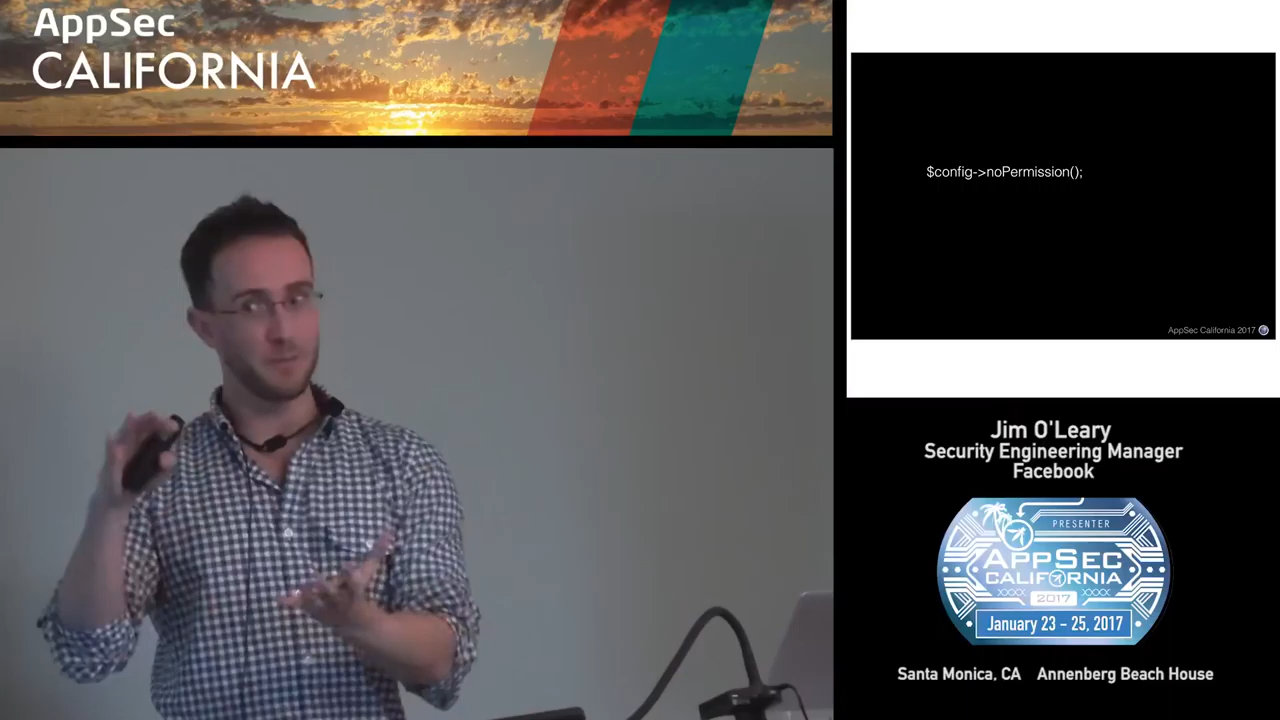 AppSec
CALIFORNIA
$config->noPermission();
AppSec California 2017
Jim O'Leary
Security Engineering Manager
Facebook
PRESENTER
APPSEC
CALIFORNIA
2017
January 23 - 25, 2017
Santa Monica, CA Annenberg Beach House